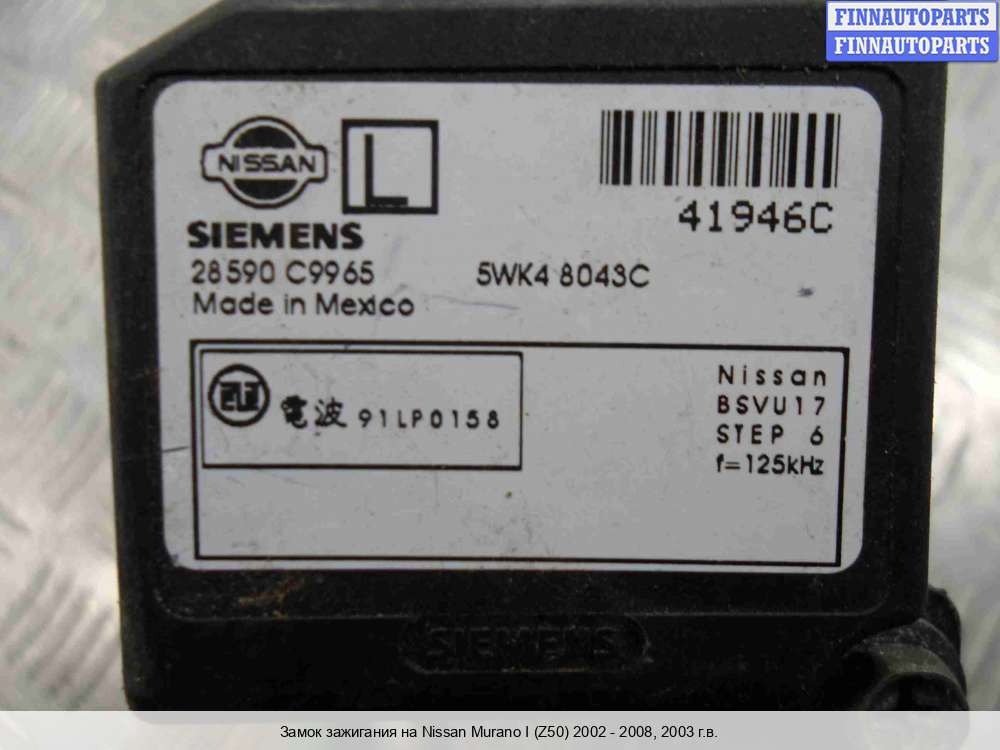 FINNAUTOPARTS
FINNAUTOPARTS
NISSAN
L
41946C
SIEMENS
28590 C9965 5WK4 8043C
Made in Mexico
電波 91LP0158
Nissan
BSVU17
STEP 6
f=125kHz
SIEMENS
Замок зажигания на Nissan Murano I (Z50) 2002 - 2008, 2003 г.в.